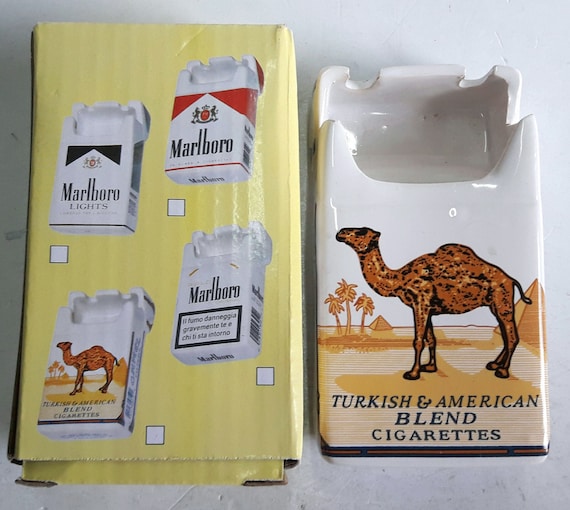 Marlboro
Marlboro
LIGHTS
Marlboro
Il fumo danneggia
gravemente te e
chi ti sta intorno
Marlboro
TURKISH & AMERICAN
BLEND
CIGARETTES
TURKISH & AMERICAN
BLEND
CIGARETTES